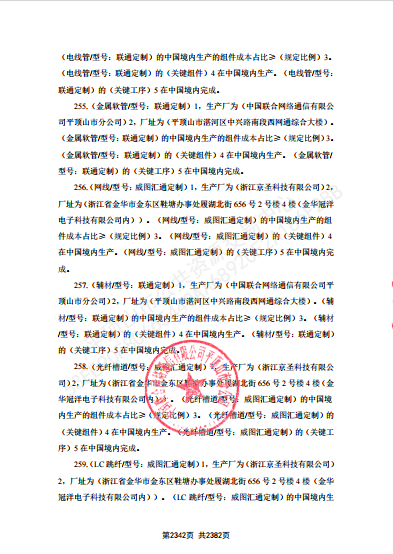 （电线管/型号：联通定制）的中国境内生产的组件成本占比≥（规定比例）3。
（电线管/型号：联通定制）的（关键组件）4 在中国境内生产。（电线管/型号：
联通定制）的（关键工序）5 在中国境内完成。
255.（金属软管/型号：联通定制）1，生产厂为（中国联合网络通信有限公
司平顶山市分公司）2，厂址为（平顶山市湛河区中兴路南段西网通综合大楼）。
（金属软管/型号：联通定制）的中国境内生产的组件成本占比≥（规定比例）3。
（金属软管/型号：联通定制）的（关键组件）4 在中国境内生产。（金属软管/
型号：联通定制）的（关键工序）5 在中国境内完成。
256.（网线/型号：威图汇通定制）1，生产厂为（浙江京圣科技有限公司）2，
厂址为（浙江省金华市金东区鞋塘办事处履湖北街 656 号 2 号楼 4 楼（金华冠洋
电子科技有限公司内））。（网线/型号：威图汇通定制）的中国境内生产的组
件成本占比≥（规定比例）3。（网线/型号：威图汇通定制）的（关键组件）4
在中国境内生产。（网线/型号：威图汇通定制）的（关键工序）5 在中国境内完
成。
257.（辅材/型号：联通定制）1，生产厂为（中国联合网络通信有限公司平
顶山市分公司）2，厂址为（平顶山市湛河区中兴路南段西网通综合大楼）。（辅
材/型号：联通定制）的中国境内生产的组件成本占比≥（规定比例）3。（辅材
/型号：联通定制）的（关键组件）4 在中国境内生产。（辅材/型号：联通定制）
的（关键工序）5 在中国境内完成。
258.（光纤槽道/型号：威图汇通定制）1，生产厂为（浙江京圣科技有限公
司）2，厂址为（浙江省金华市金东区鞋塘办事处履湖北街 656 号 2 号楼 4 楼（金
华冠洋电子科技有限公司内））。（光纤槽道/型号：威图汇通定制）的中国境
内生产的组件成本占比≥（规定比例）3。（光纤槽道/型号：威图汇通定制）的
（关键组件）4 在中国境内生产。（光纤槽道/型号：威图汇通定制）的（关键工
序）5 在中国境内完成。
259.（LC 跳纤/型号：威图汇通定制）1，生产厂为（浙江京圣科技有限公司）
2，厂址为（浙江省金华市金东区鞋塘办事处履湖北街 656 号 2 号楼 4 楼（金华
冠洋电子科技有限公司内））。（LC 跳纤/型号：威图汇通定制）的中国境内生
第2342页 共2382页